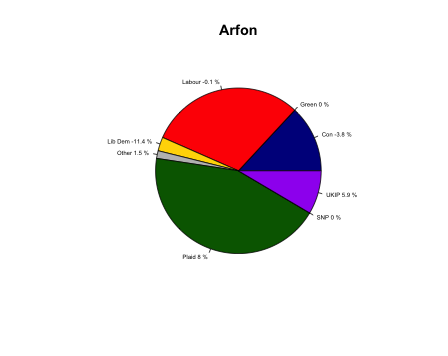 Arfon
Labour -0.1 %
Green 0 %
Con -3.8 %
Lib Dem -11.4 %
Other 1.5 %
UKIP 5.9 %
SNP 0 %
Plaid 8 %